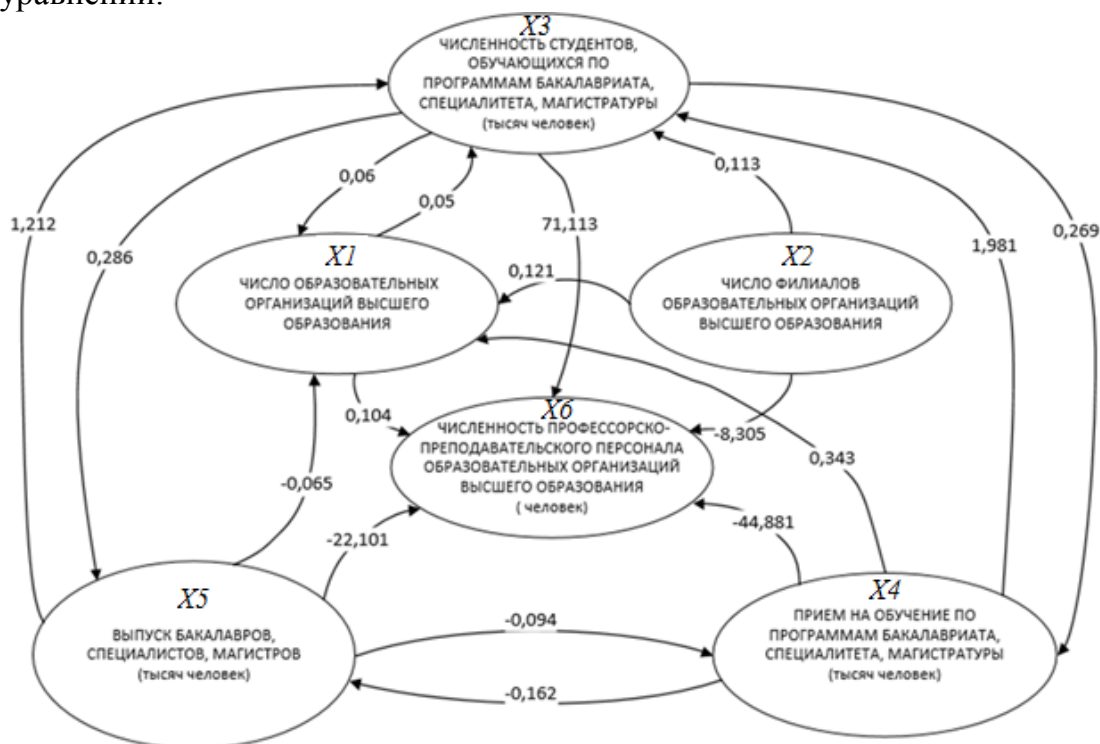 уравнений.
X3
ЧИСЛЕННОСТЬ СТУДЕНТОВ,
ОБУЧАЮЩИХСЯ ПО
ПРОГРАММАМ БАКАЛАВРИАТА,
СПЕЦИАЛИТЕТА, МАГИСТРАТУРЫ
(тысяч человек)
0,113
0,06
0,05
1,212
0,286
71,113
1,981
0,269
X1
ЧИСЛО ОБРАЗОВАТЕЛЬНЫХ
ОРГАНИЗАЦИЙ ВЫСШЕГО
ОБРАЗОВАНИЯ
0,121
X2
ЧИСЛО ФИЛИАЛОВ
ОБРАЗОВАТЕЛЬНЫХ ОРГАНИЗАЦИЙ
ВЫСШЕГО ОБРАЗОВАНИЯ
0,104
X6
ЧИСЛЕННОСТЬ ПРОФЕССОРСКО-
ПРЕПОДАВАТЕЛЬСКОГО ПЕРСОНАЛА
ОБРАЗОВАТЕЛЬНЫХ ОРГАНИЗАЦИЙ
ВЫСШЕГО ОБРАЗОВАНИЯ
( человек)
-8,305
0,343
-0,065
-22,101
-44,881
X5
ВЫПУСК БАКАЛАВРОВ,
СПЕЦИАЛИСТОВ, МАГИСТРОВ
(тысяч человек)
-0,094
-0,162
X4
ПРИЕМ НА ОБУЧЕНИЕ ПО
ПРОГРАММАМ БАКАЛАВРИАТА,
СПЕЦИАЛИТЕТА, МАГИСТРАТУРЫ
(тысяч человек)